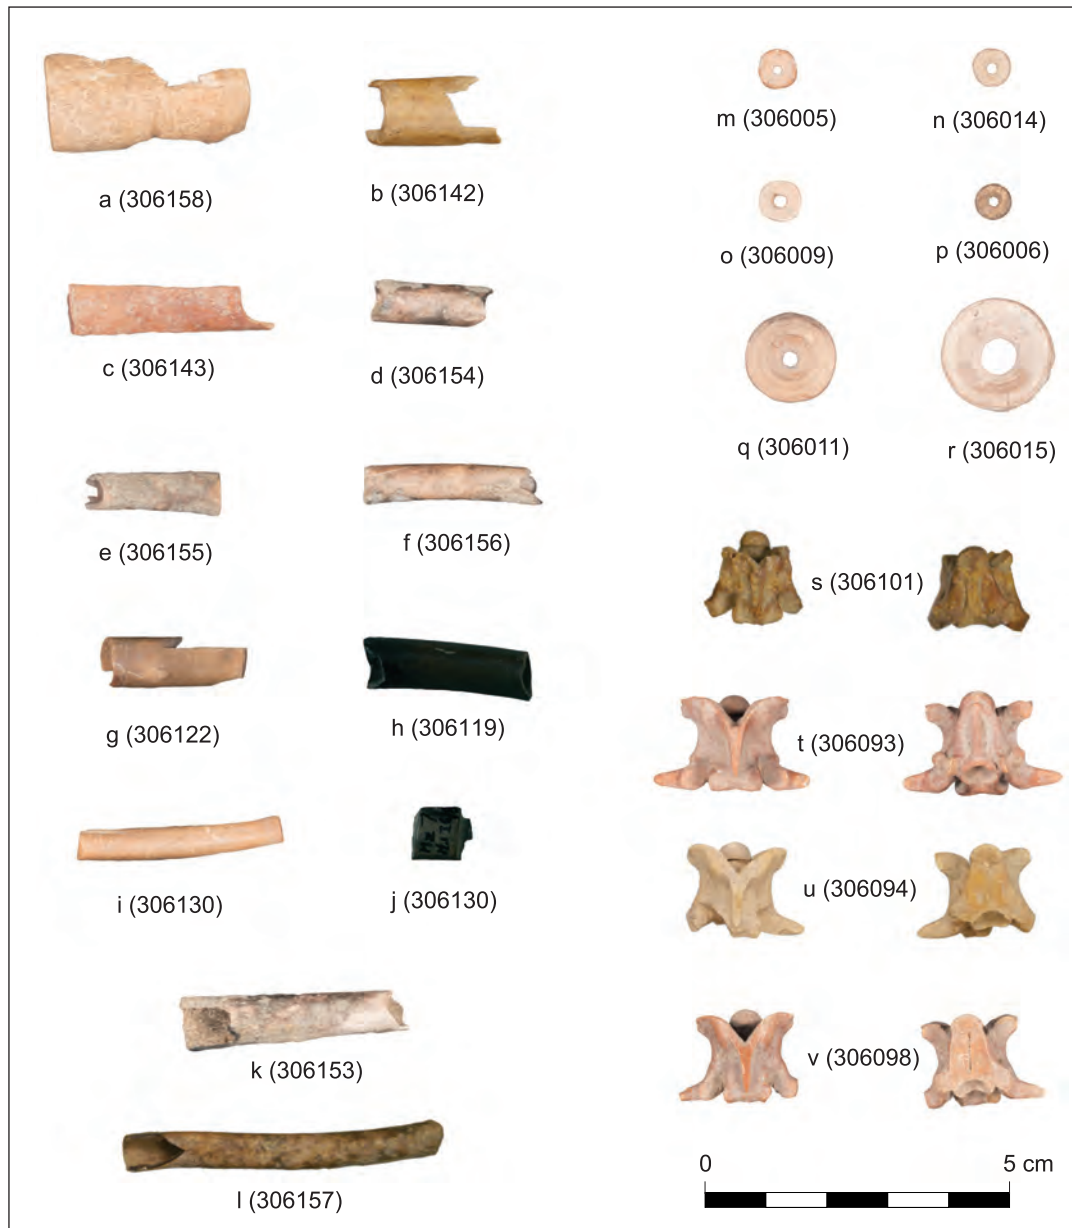 a (306158)
b (306142)
c (306143)
d (306154)
e (306155)
f (306156)
g (306122)
h (306119)
i (306130)
j (306130)
k (306153)
l (306157)
m (306005)
n (306014)
o (306009)
p (306006)
q (306011)
r (306015)
s (306101)
t (306093)
u (306094)
v (306098)
0 5 cm